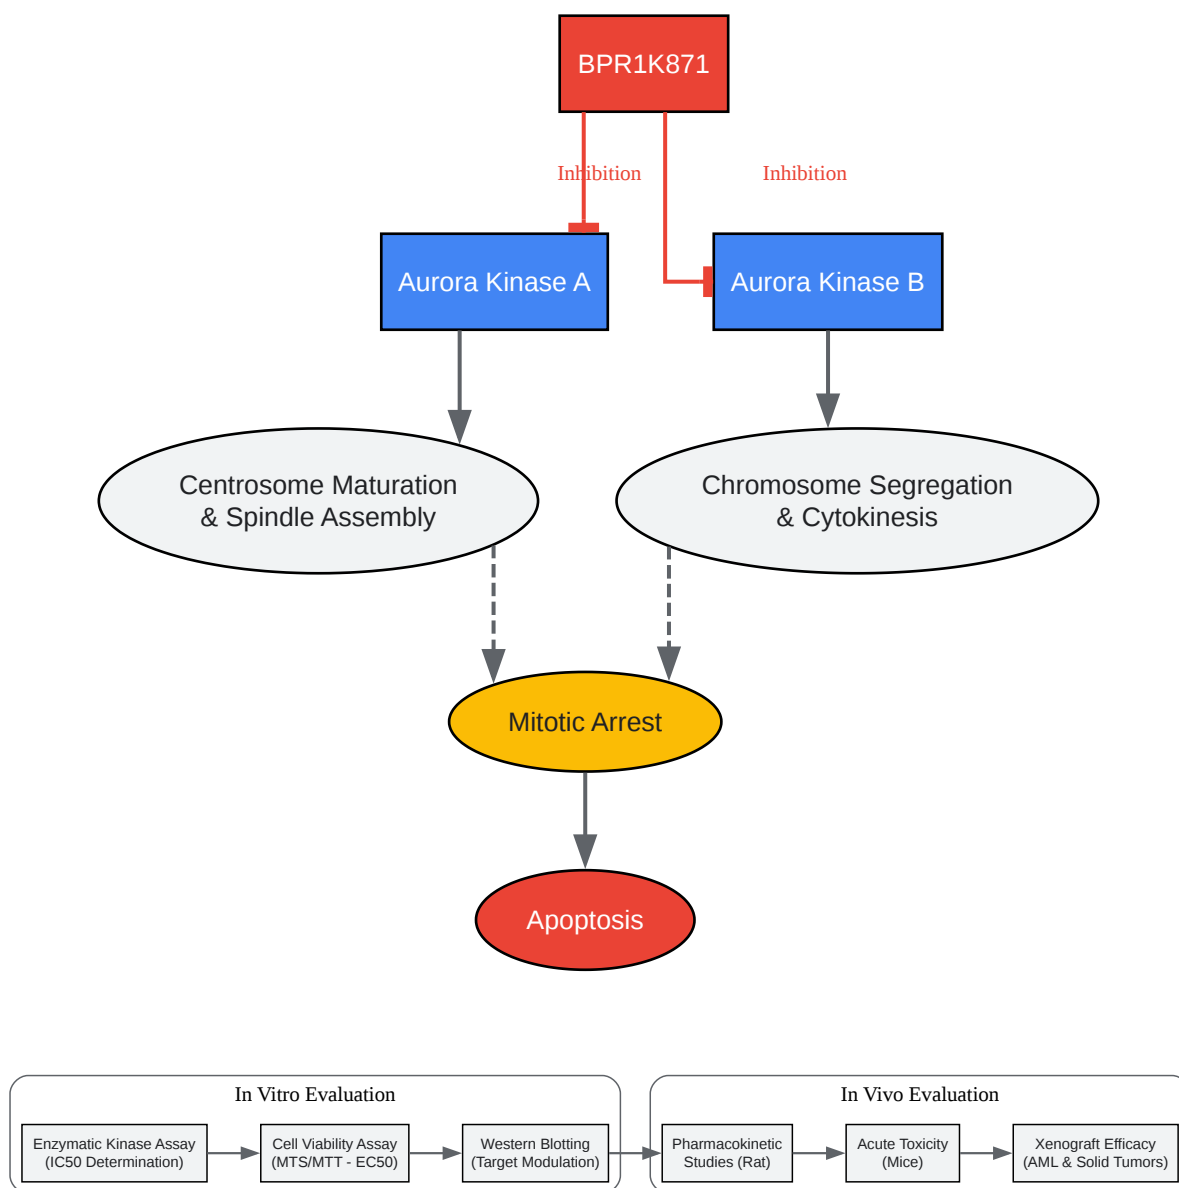 BPR1K871
Inhibition
Inhibition
Aurora Kinase A
Aurora Kinase B
Centrosome Maturation
& Spindle Assembly
Chromosome Segregation
& Cytokinesis
Mitotic Arrest
Apoptosis
In Vitro Evaluation
Enzymatic Kinase Assay
(IC50 Determination)
Cell Viability Assay
(MTS/MTT - EC50)
Western Blotting
(Target Modulation)
In Vivo Evaluation
Pharmacokinetic
Studies (Rat)
Acute Toxicity
(Mice)
Xenograft Efficacy
(AML & Solid Tumors)